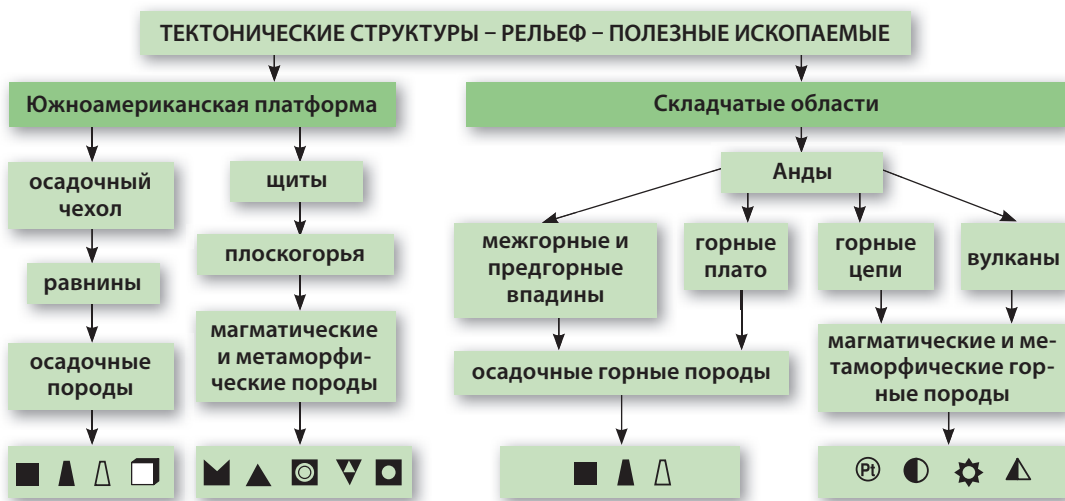 ТЕКТОНИЧЕСКИЕ СТРУКТУРЫ – РЕЛЬЕФ – ПОЛЕЗНЫЕ ИСКОПАЕМЫЕ
Южноамериканская платформа
осадочный
чехол
равнины
осадочные
породы
щиты
плоскогорья
магматические
и метаморфи-
ческие породы
Складчатые области
Анды
межгорные и
предгорные
впадины
горные
плато
осадочные горные породы
горные
цепи
вулканы
магматические и ме-
таморфические гор-
ные породы
Pt